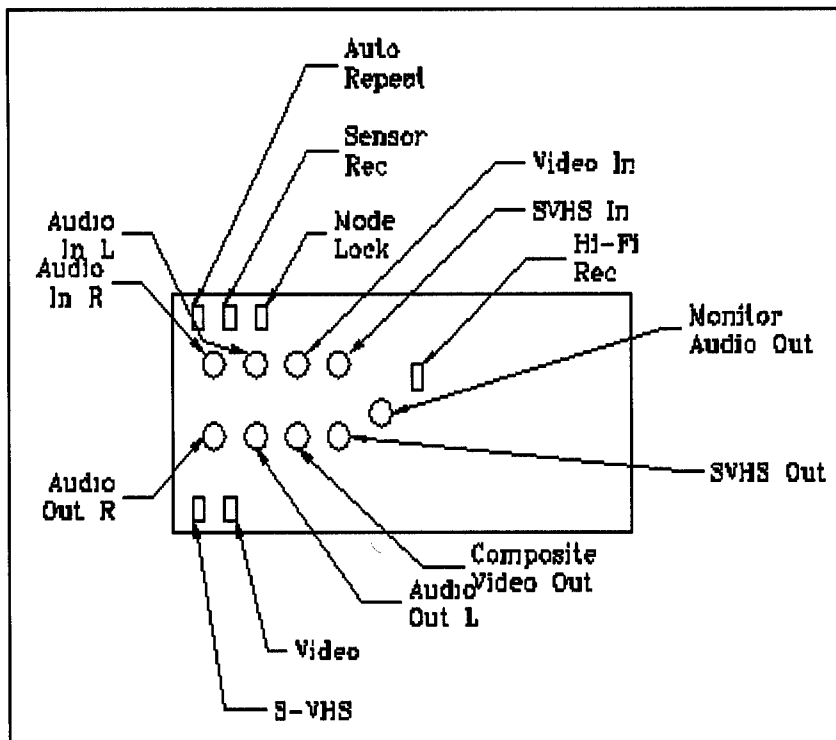 Auto
Repeat
Sensor
Rec
Video In
SVHS In
Audio
In L
Mode
Lock
Hi-Fi
Rec
Audio
In R
Monitor
Audio Out
SVHS Out
Audio
Out R
Composite
Video Out
Audio
Out L
Video
S-VHS